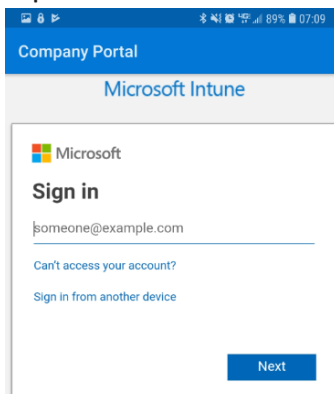 89% 07:09
Company Portal
Microsoft Intune
Microsoft
Sign in
someone@example.com
Can't access your account?
Sign in from another device
Next